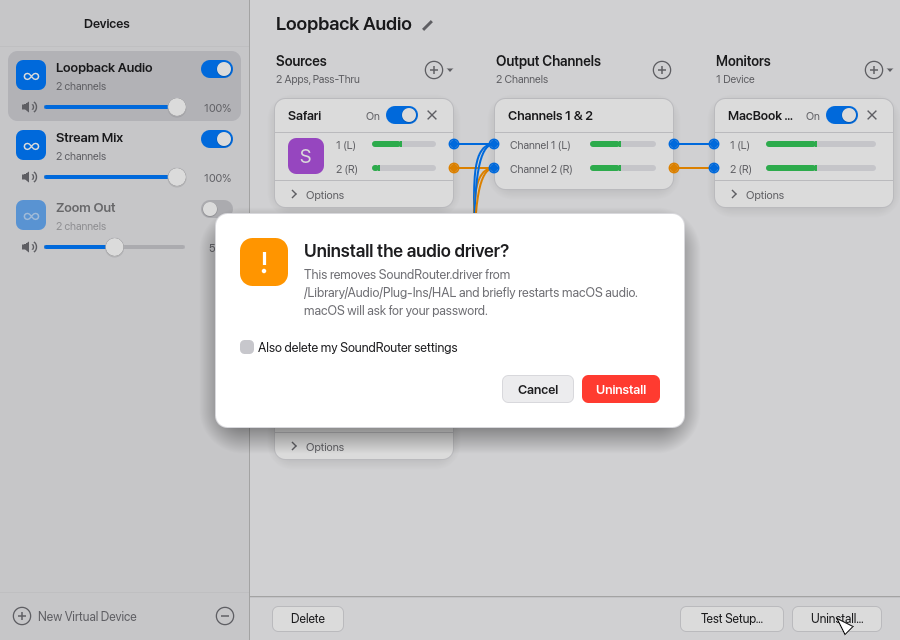 Devices
Loopback Audio
2 channels
100%
Stream Mix
2 channels
100%
Zoom Out
2 channels
New Virtual Device
Loopback Audio
Sources
2 Apps, Pass-Thru
Output Channels
2 Channels
Monitors
1 Device
Safari
On
S
1 (L)
2 (R)
Options
Channels 1 & 2
Channel 1 (L)
Channel 2 (R)
MacBook ...
On
1 (L)
2 (R)
Options
Uninstall the audio driver?
This removes SoundRouter.driver from
/Library/Audio/Plug-Ins/HAL and briefly restarts macOS audio.
macOS will ask for your password.
Also delete my SoundRouter settings
Cancel
Uninstall
Options
Delete
Test Setup...
Uninstall...